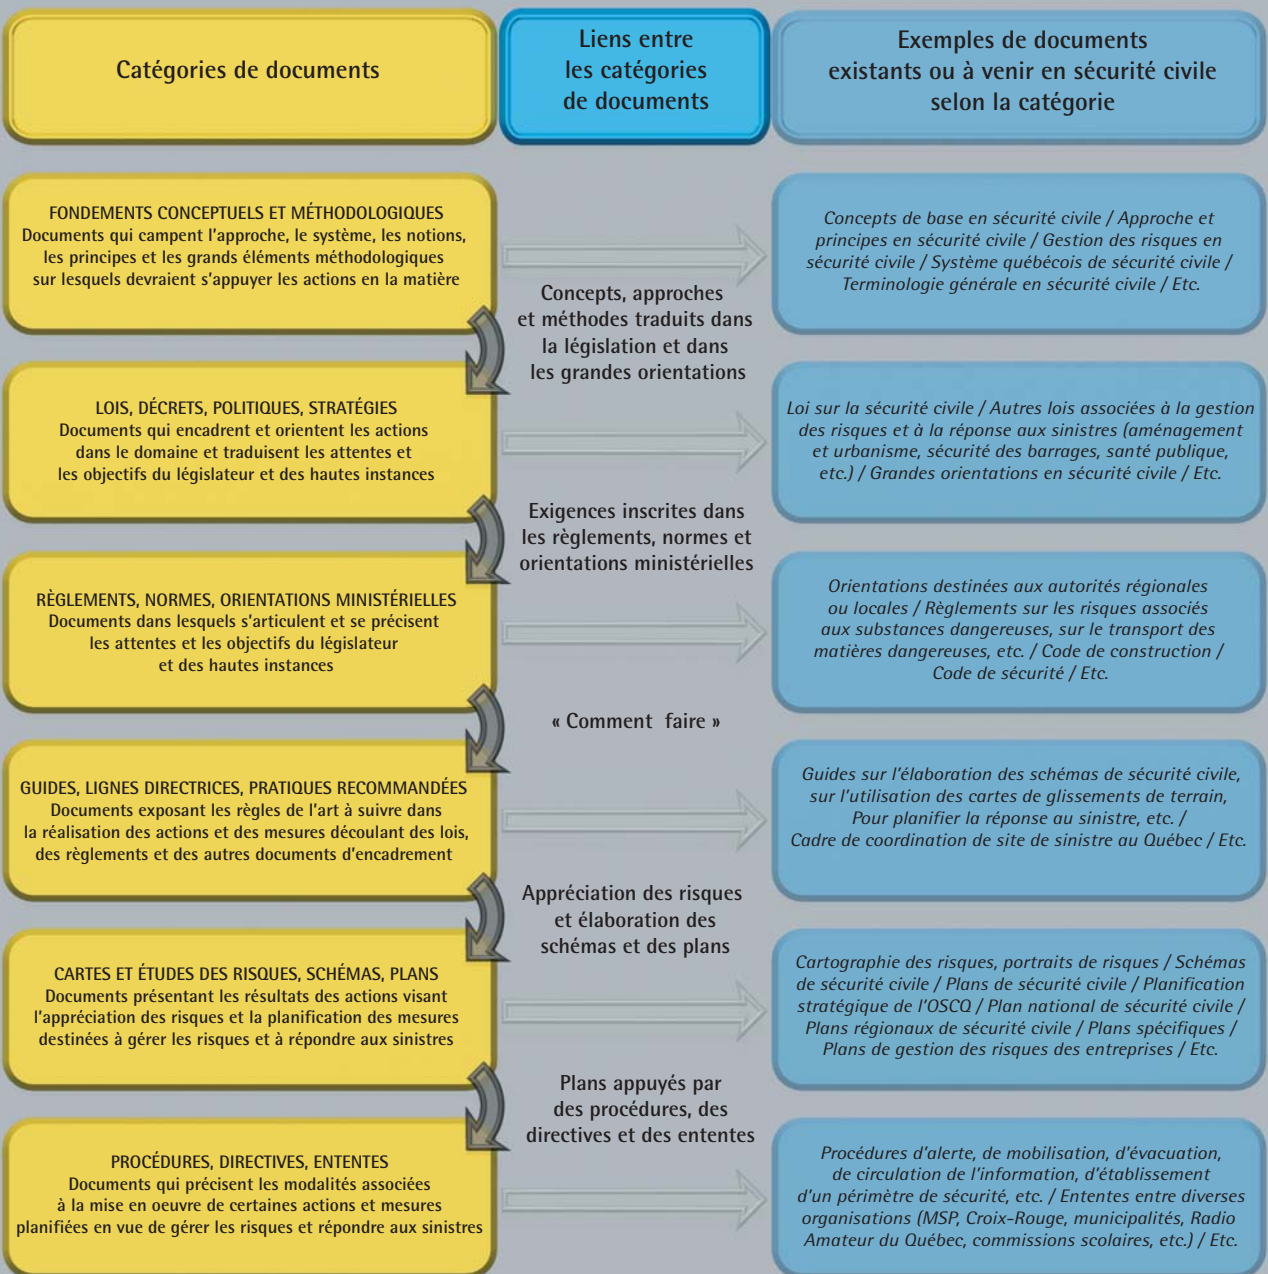 Catégories de documents
Liens entre
les catégories
de documents
Exemples de documents
existants ou à venir en sécurité civile
selon la catégorie
FONDEMENTS CONCEPTUELS ET MÉTHODOLOGIQUES
Documents qui campent l'approche, le système, les notions,
les principes et les grands éléments méthodologiques
sur lesquels devraient s'appuyer les actions en la matière
Concepts de base en sécurité civile / Approche et
principes en sécurité civile / Gestion des risques en
sécurité civile / Système québécois de sécurité civile /
Terminologie générale en sécurité civile / Etc.
Concepts, approches
et méthodes traduits dans
la législation et dans
les grandes orientations
LOIS, DÉCRETS, POLITIQUES, STRATÉGIES
Documents qui encadrent et orientent les actions
dans le domaine et traduisent les attentes et
les objectifs du législateur et des hautes instances
Loi sur la sécurité civile / Autres lois associées à la gestion
des risques et à la réponse aux sinistres (aménagement
et urbanisme, sécurité des barrages, santé publique,
etc.) / Grandes orientations en sécurité civile / Etc.
Exigences inscrites dans
les règlements, normes et
orientations ministérielles
RÈGLEMENTS, NORMES, ORIENTATIONS MINISTÉRIELLES
Documents dans lesquels s'articulent et se précisent
les attentes et les objectifs du législateur
et des hautes instances
Orientations destinées aux autorités régionales
ou locales / Règlements sur les risques associés
aux substances dangereuses, sur le transport des
matières dangereuses, etc. / Code de construction /
Code de sécurité / Etc.
« Comment faire »
GUIDES, LIGNES DIRECTRICES, PRATIQUES RECOMMANDÉES
Documents exposant les règles de l'art à suivre dans
la réalisation des actions et des mesures découlant des lois,
des règlements et des autres documents d'encadrement
Guides sur l'élaboration des schémas de sécurité civile,
sur l'utilisation des cartes de glissements de terrain,
Pour planifier la réponse au sinistre, etc. /
Cadre de coordination de site de sinistre au Québec / Etc.
Appréciation des risques
et élaboration des
schémas et des plans
CARTES ET ÉTUDES DES RISQUES, SCHÉMAS, PLANS
Documents présentant les résultats des actions visant
l'appréciation des risques et la planification des mesures
destinées à gérer les risques et à répondre aux sinistres
Cartographie des risques, portraits de risques / Schémas
de sécurité civile / Plans de sécurité civile / Planification
stratégique de l'OSCQ / Plan national de sécurité civile /
Plans régionaux de sécurité civile / Plans spécifiques /
Plans de gestion des risques des entreprises / Etc.
Plans appuyés par
des procédures, des
directives et des ententes
PROCÉDURES, DIRECTIVES, ENTENTES
Documents qui précisent les modalités associées
à la mise en oeuvre de certaines actions et mesures
planifiées en vue de gérer les risques et répondre aux sinistres
Procédures d'alerte, de mobilisation, d'évacuation,
de circulation de l'information, d'établissement
d'un périmètre de sécurité, etc. / Ententes entre diverses
organisations (MSP, Croix-Rouge, municipalités, Radio
Amateur du Québec, commissions scolaires, etc.) / Etc.